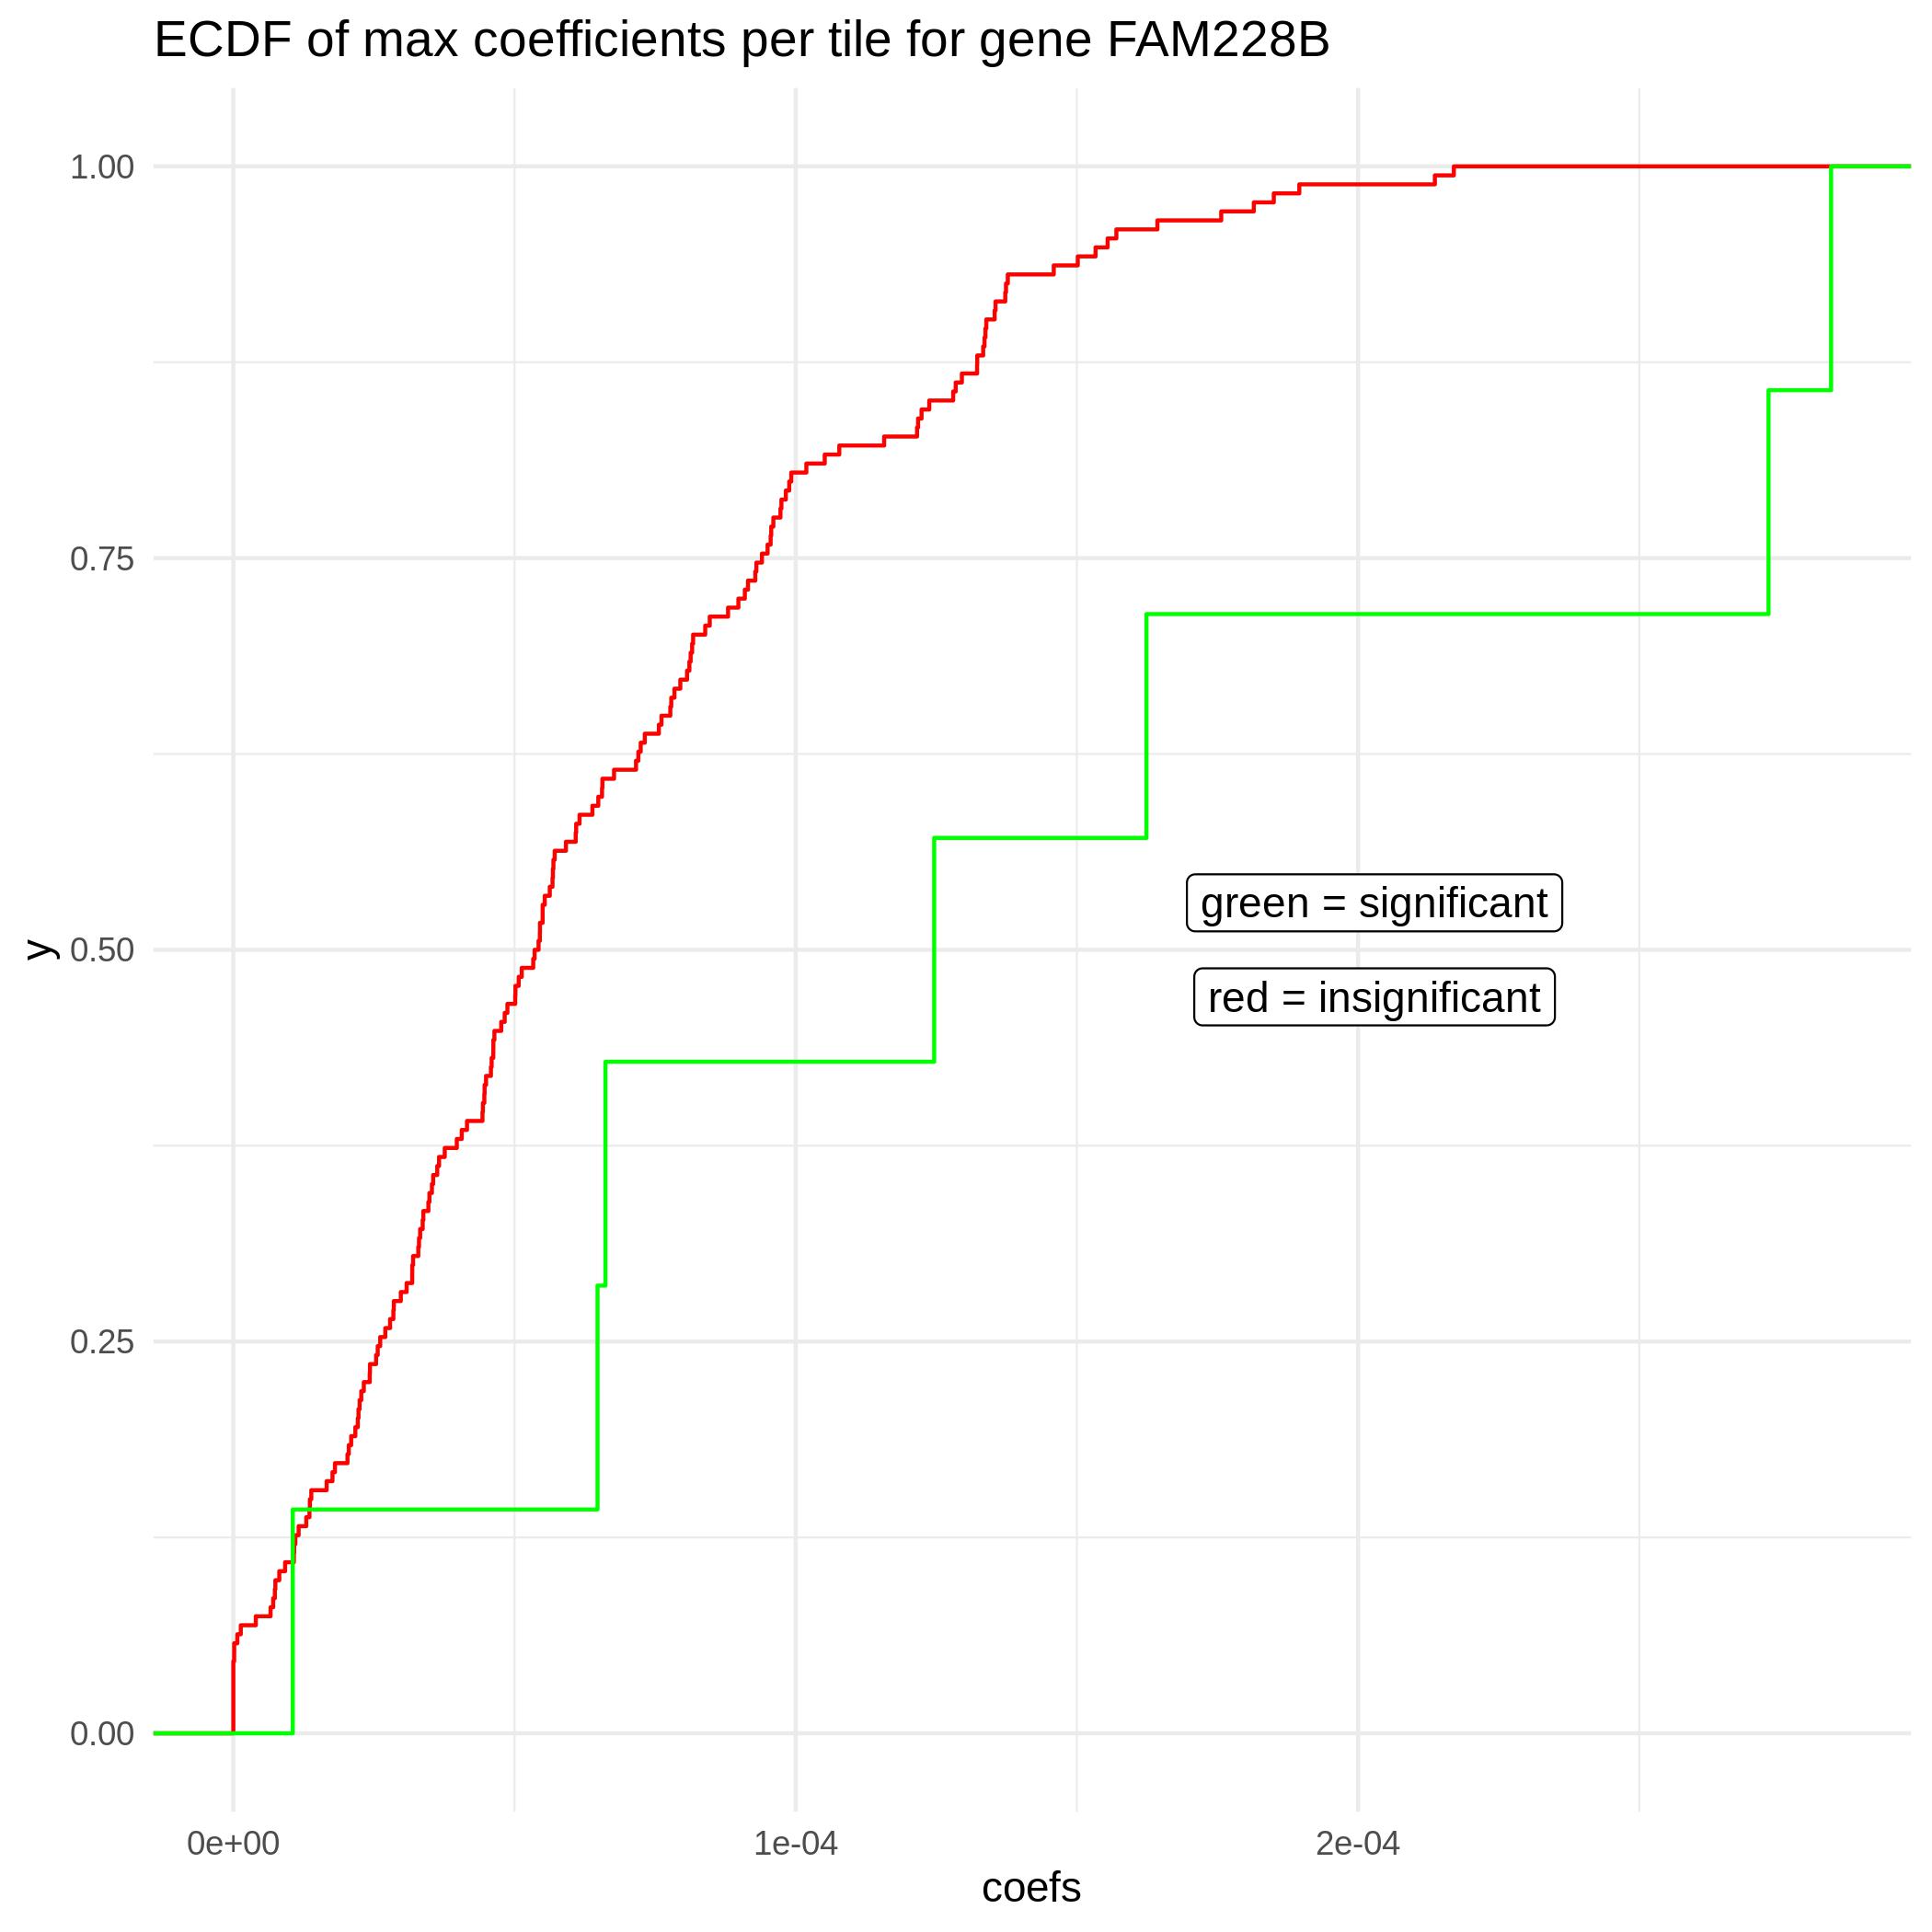 ECDF of max coefficients per tile for gene FAM228B
1.00
0.75
0.50
0.25
0.00
y
green = significant
red = insignificant
0e+00
1e-04
2e-04
coefs